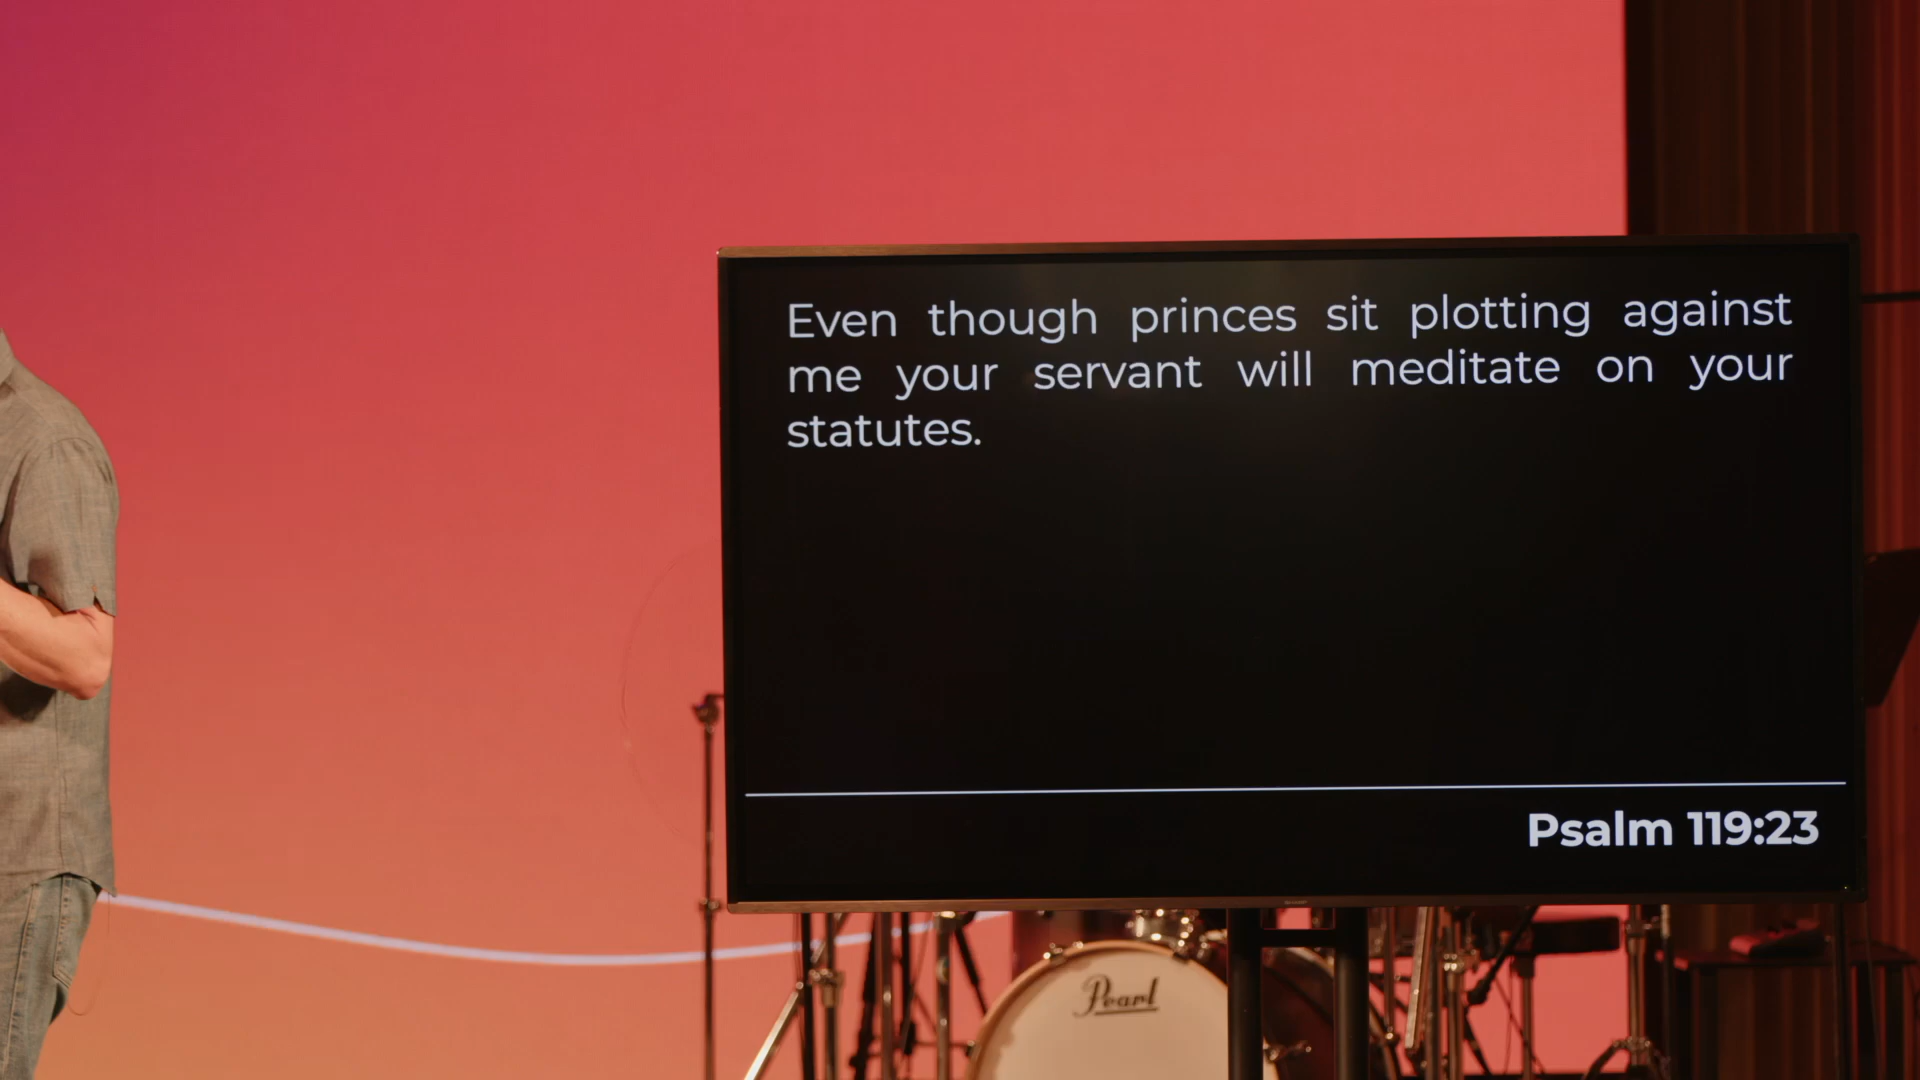 Even though princes sit plotting against
me your servant will meditate on your
statutes.
Psalm 119:23
Pearl